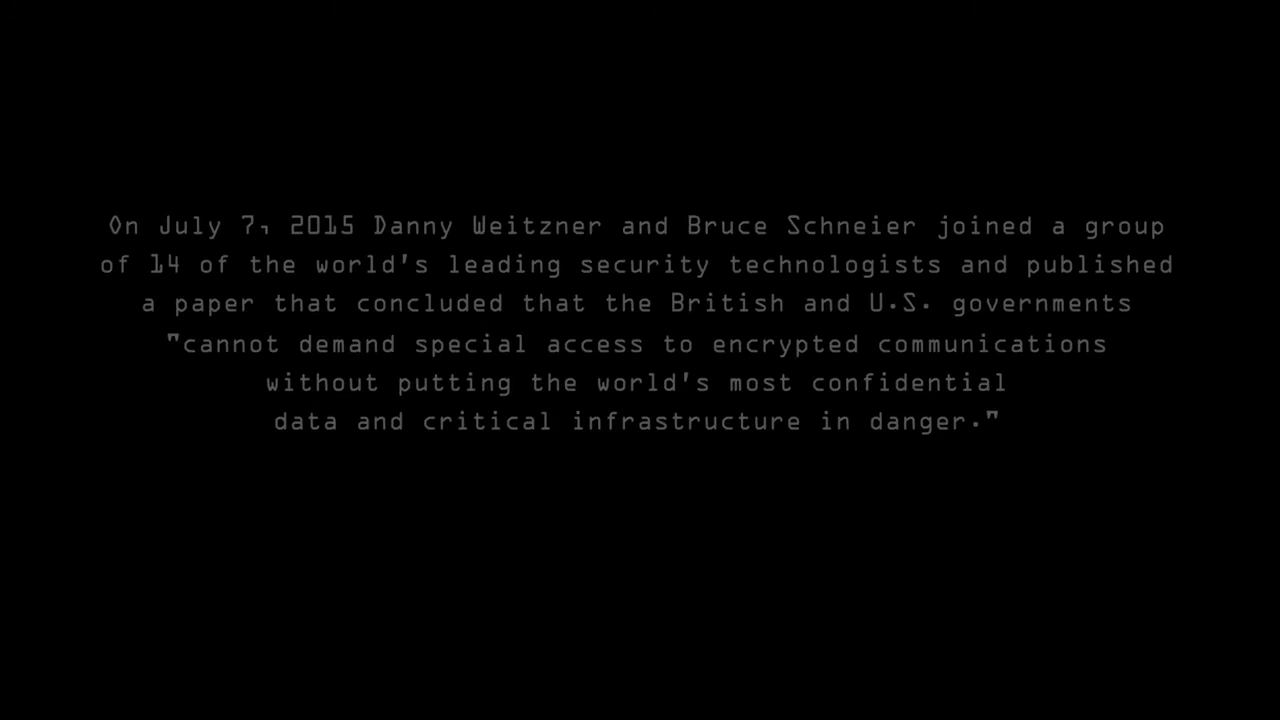 On July 7, 2015 Danny Weitzner and Bruce Schneier joined a group
of 14 of the world's leading security technologists and published
a paper that concluded that the British and U.S. governments
"cannot demand special access to encrypted communications
without putting the world's most confidential
data and critical infrastructure in danger."